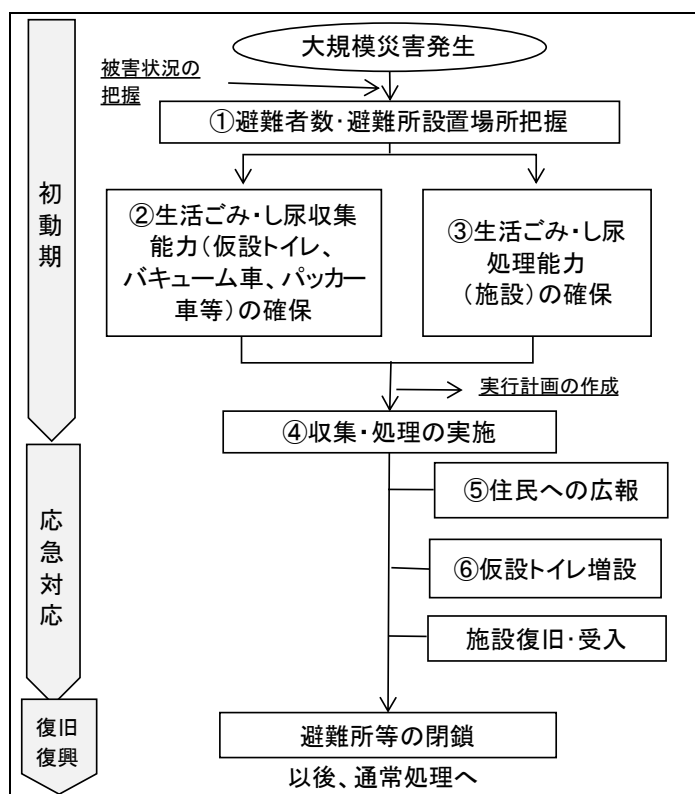 大規模災害発生
被害状況の
把握
①避難者数・避難所設置場所把握
初
動
期
②生活ごみ・し尿収集
能力（仮設トイレ、
バキューム車、パッカー
車等）の確保
③生活ごみ・し尿
処理能力
（施設）の確保
実行計画の作成
④収集・処理の実施
応
急
対
応
⑤住民への広報
⑥仮設トイレ増設
施設復旧・受入
復旧
復興
避難所等の閉鎖
以後、通常処理へ